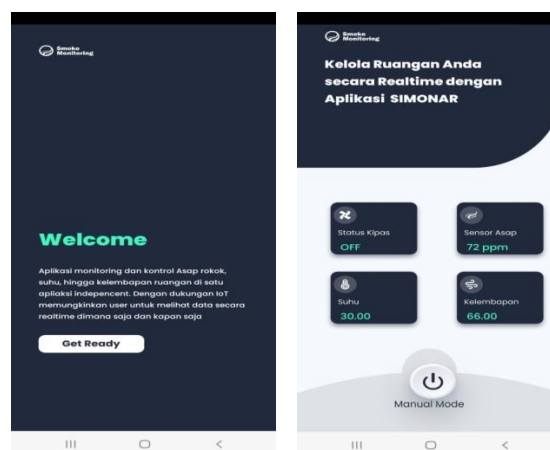 Smoke
Monitoring
Welcome
Aplikasi monitoring dan kontrol Asap rokok,
suhu, hingga kelembapan ruangan di satu
apliaksi indepencent. Dengan dukungan IoT
memungkinkan user untuk melihat data secara
realtime dimana saja dan kapan saja
Get Ready
Smoke
Monitoring
Kelola Ruangan Anda
secara Realtime dengan
Aplikasi SIMONAR
Status Kipas
OFF
Sensor Asap
72 ppm
Suhu
30.00
Kelembapan
66.00
Manual Mode